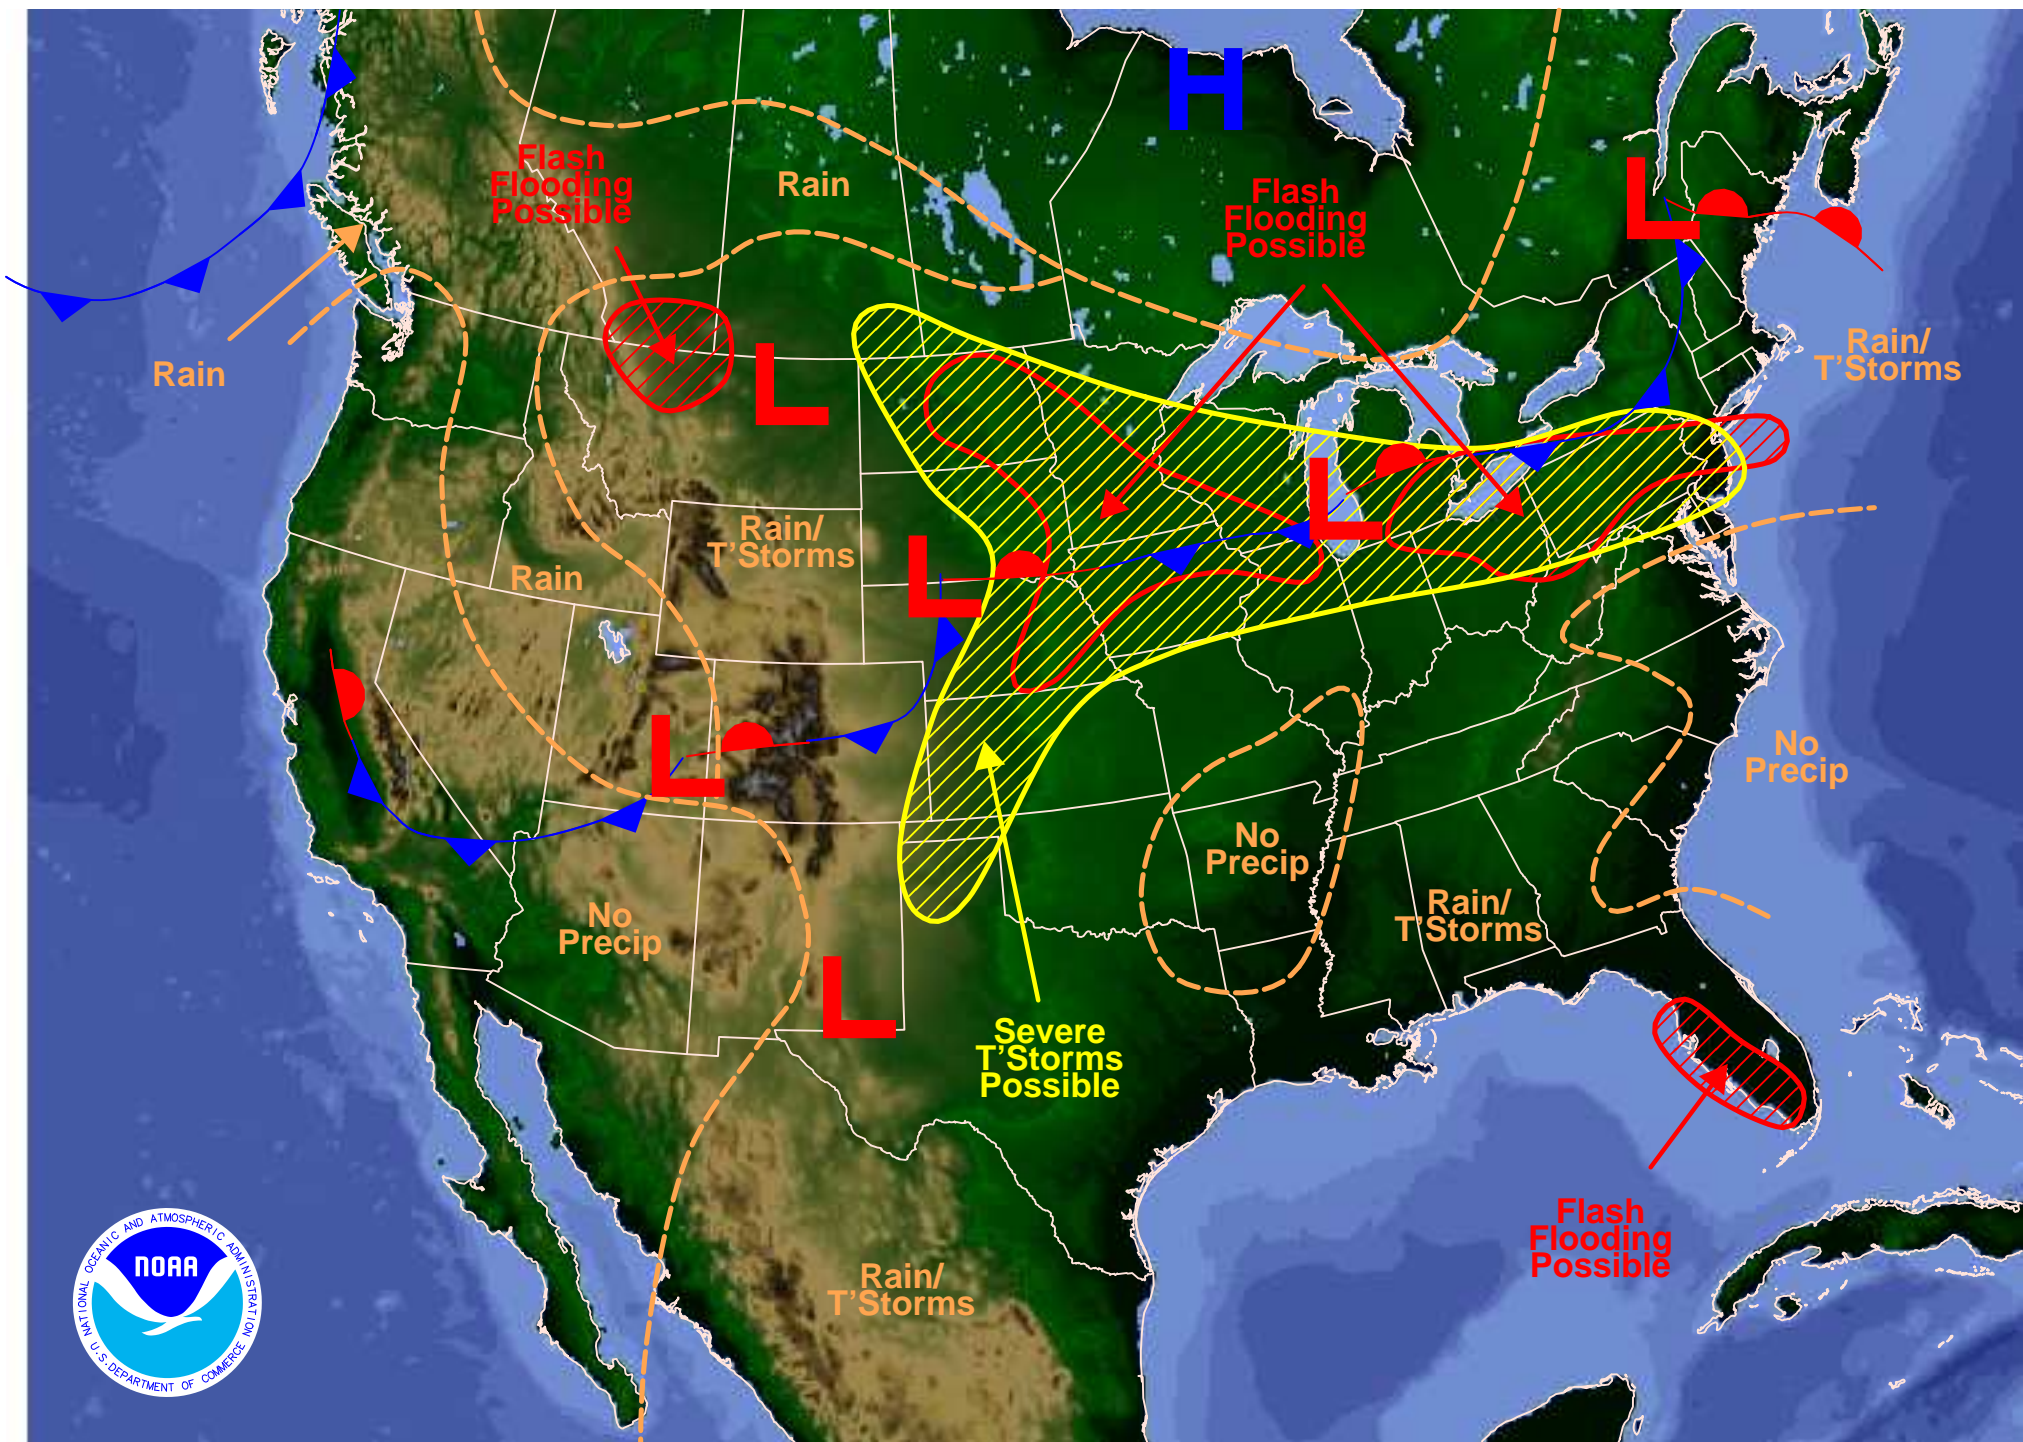 H
Flash
Flooding
Possible
Rain
Flash
Flooding
Possible
L
Rain
L
Rain/
T'Storms
L
Rain/
T'Storms
L
Rain
L
No
Precip
No
Precip
No
Precip
Rain/
T'Storms
L
Severe
T'Storms
Possible
Flash
Flooding
Possible
Rain/
T'Storms
L
NATIONAL OCEANIC AND ATMOSPHERIC ADMINISTRATION
NOAA
U.S. DEPARTMENT OF COMMERCE